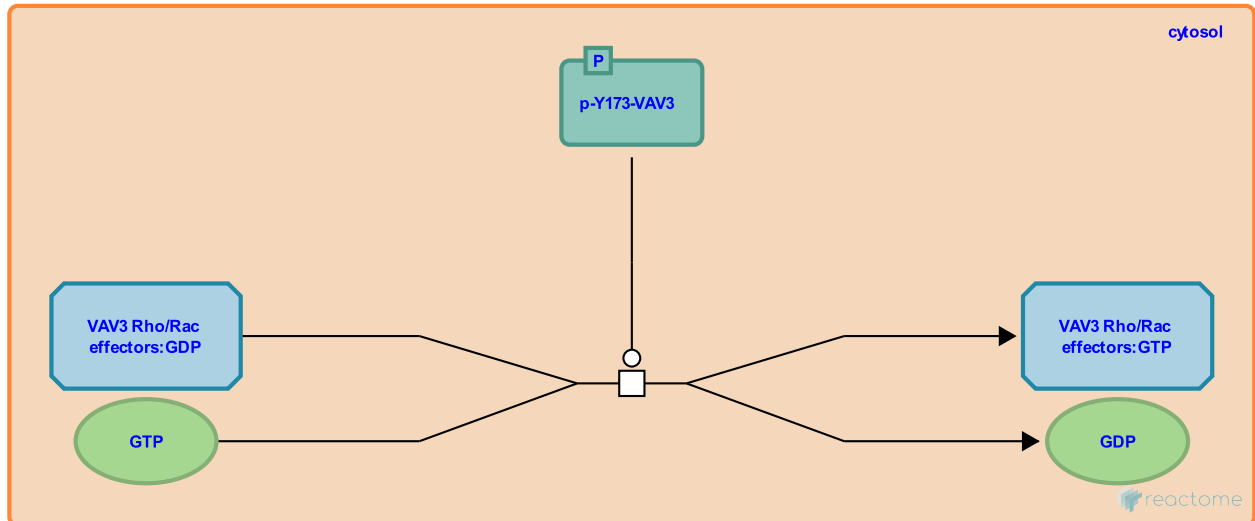 cytosol
P
p-Y173-VAV3
VAV3 Rho/Rac
effectors:GDP
VAV3 Rho/Rac
effectors:GTP
GTP
GDP
reactome